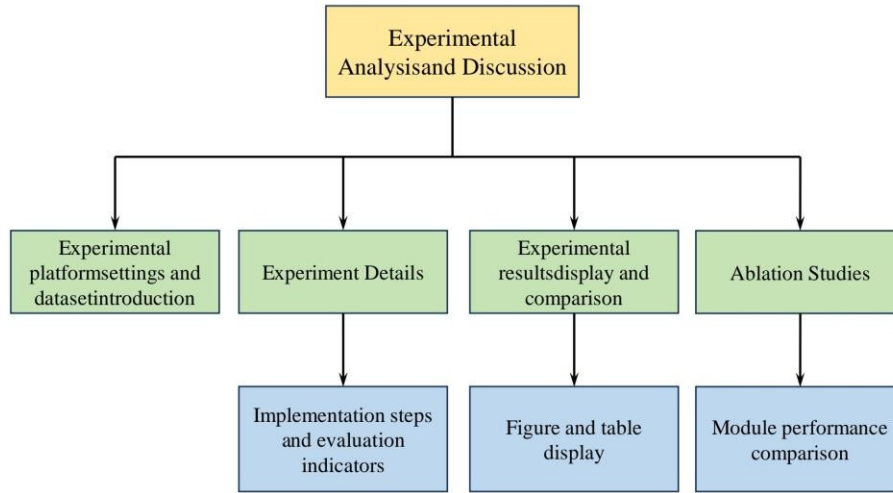 Experimental
Analysisand Discussion
Experimental
platformsettings and
datasetintroduction
Experiment Details
Experimental
resultsdisplay and
comparison
Ablation Studies
Implementation steps
and evaluation
indicators
Figure and table
display
Module performance
comparison